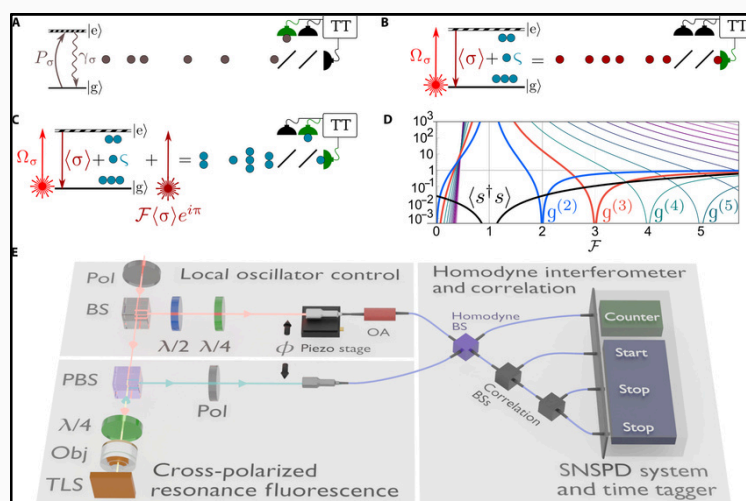 A
|e⟩
P_σ
γ_σ
|g⟩
TT
B
|e⟩
Ω_σ
⟨σ⟩ + ς =
|g⟩
TT
C
|e⟩
Ω_σ
⟨σ⟩ + ς + =
|g⟩
TT
ℱ⟨σ⟩e^{iπ}
D
10³
10²
10
1
10⁻¹
10⁻²
10⁻³
⟨s†s⟩
g⁽²⁾
g⁽³⁾
g⁽⁴⁾
g⁽⁵⁾
0 1 2 3 4 5
ℱ
E
Pol
Local oscillator control
BS
λ/2
λ/4
ϕ
Piezo stage
OA
PBS
Pol
λ/4
Obj
TLS
Cross-polarized
resonance fluorescence
Homodyne interferometer
and correlation
Homodyne
BS
Correlation
BSs
Counter
Start
Stop
Stop
SNSPD system
and time tagger